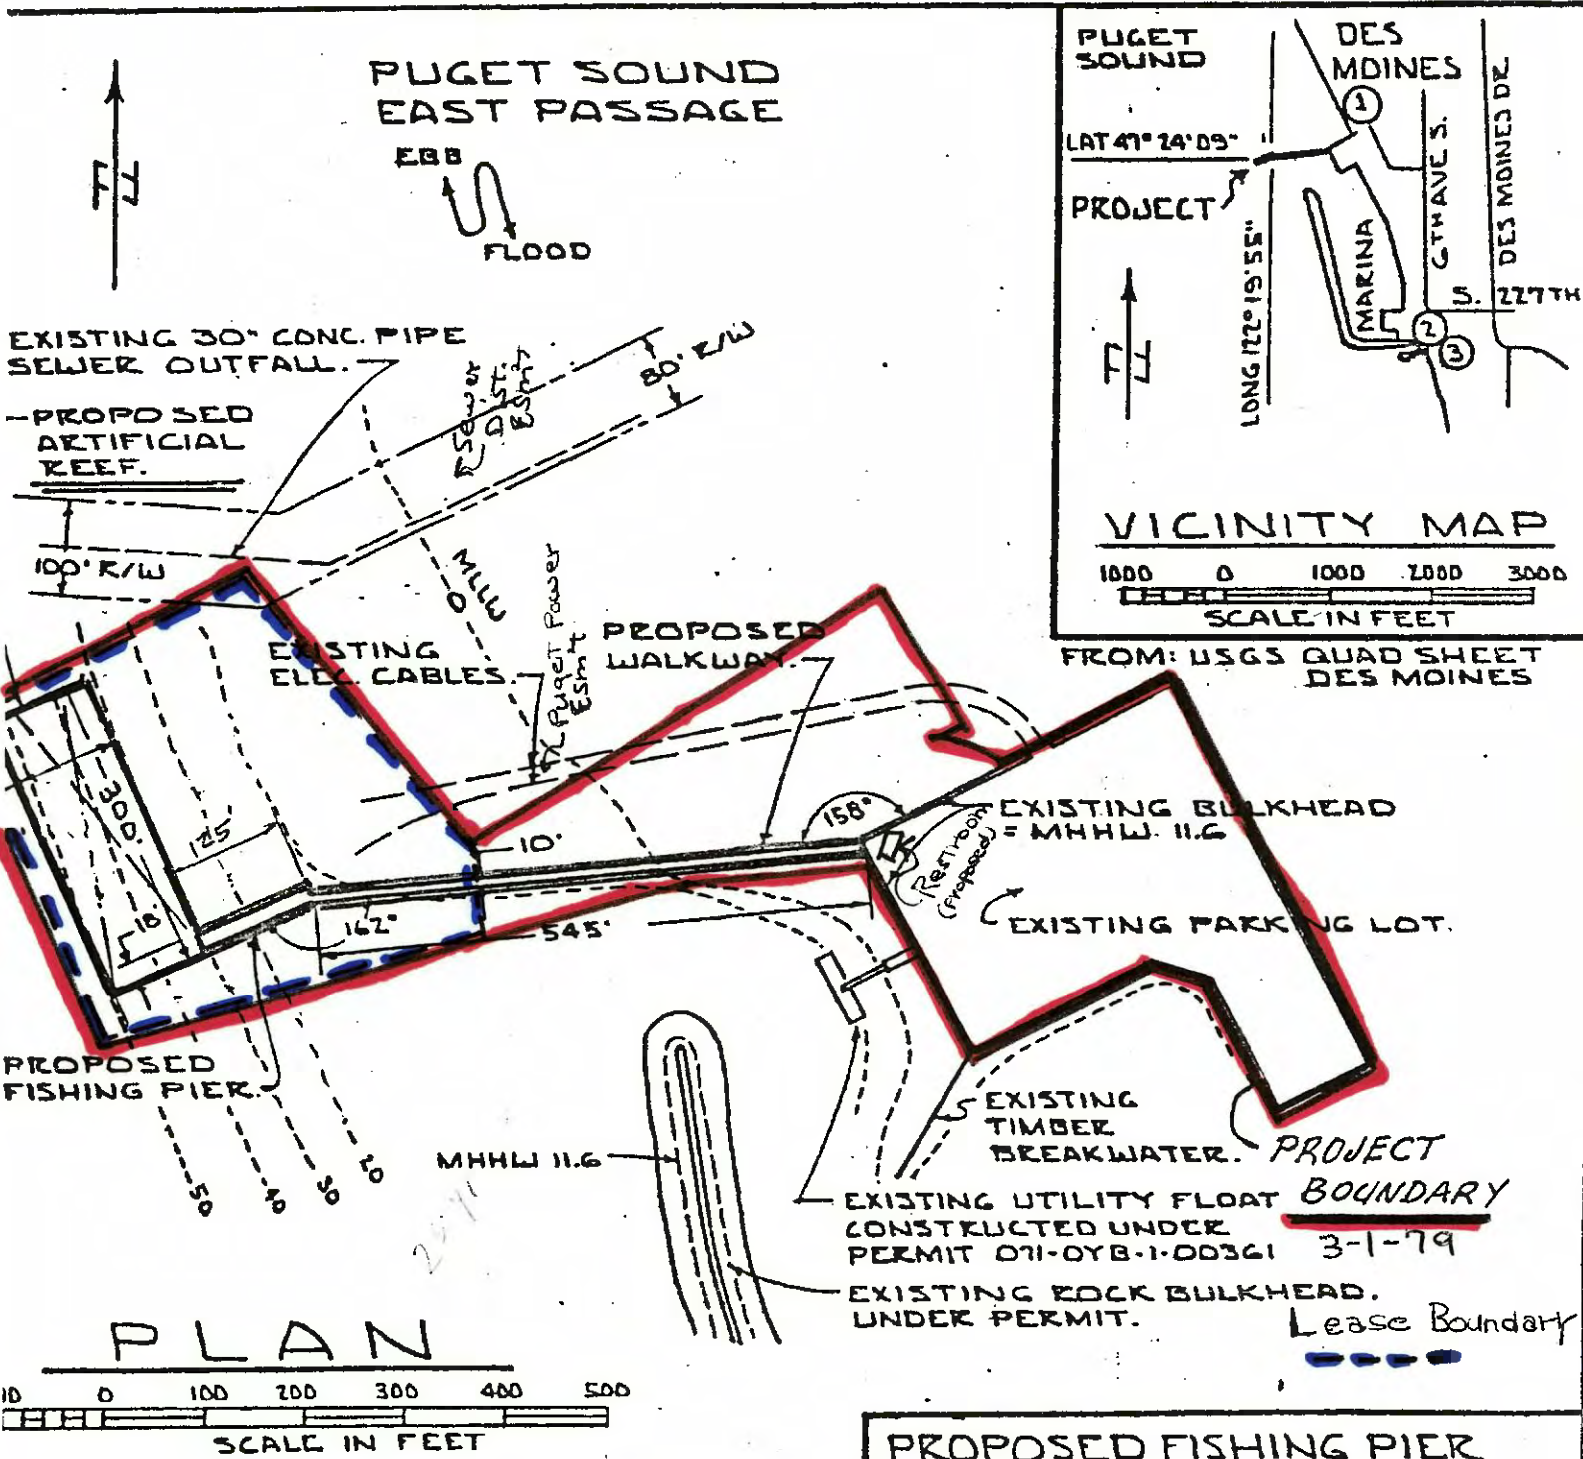 PUGET SOUND
EAST PASSAGE
EBB
FLOOD
EXISTING 30" CONC. PIPE
SEWER OUTFALL.
PROPOSED
ARTIFICIAL
REEF.
Sewer
Dist.
Esm't
80' R/W
100' R/W
MLLW
0
EXISTING
ELEC. CABLES.
Puget Power
Esm't
PROPOSED
WALKWAY.
300'
125'
18'
10'
162°
545'
158°
EXISTING BULKHEAD
= MHHW 11.6
Restroom
(Proposed)
EXISTING PARKING LOT.
PROPOSED
FISHING PIER.
50
40
30
20
MHHW 11.6
EXISTING
TIMBER
BREAKWATER.
PROJECT
BOUNDARY
3-1-79
EXISTING UTILITY FLOAT
CONSTRUCTED UNDER
PERMIT 071-OYB-1-00361
EXISTING ROCK BULKHEAD.
UNDER PERMIT.
Lease Boundary
PLAN
0 100 200 300 400 500
SCALE IN FEET
PUGET
SOUND
DES
MOINES
1
LAT 47° 24' 09"
PROJECT
LONG 122° 19' 55"
MARINA
6TH AVE S.
DES MOINES DR.
S. 227TH
2
3
VICINITY MAP
1000 0 1000 2000 3000
SCALE IN FEET
FROM: USGS QUAD SHEET
DES MOINES
PROPOSED FISHING PIER